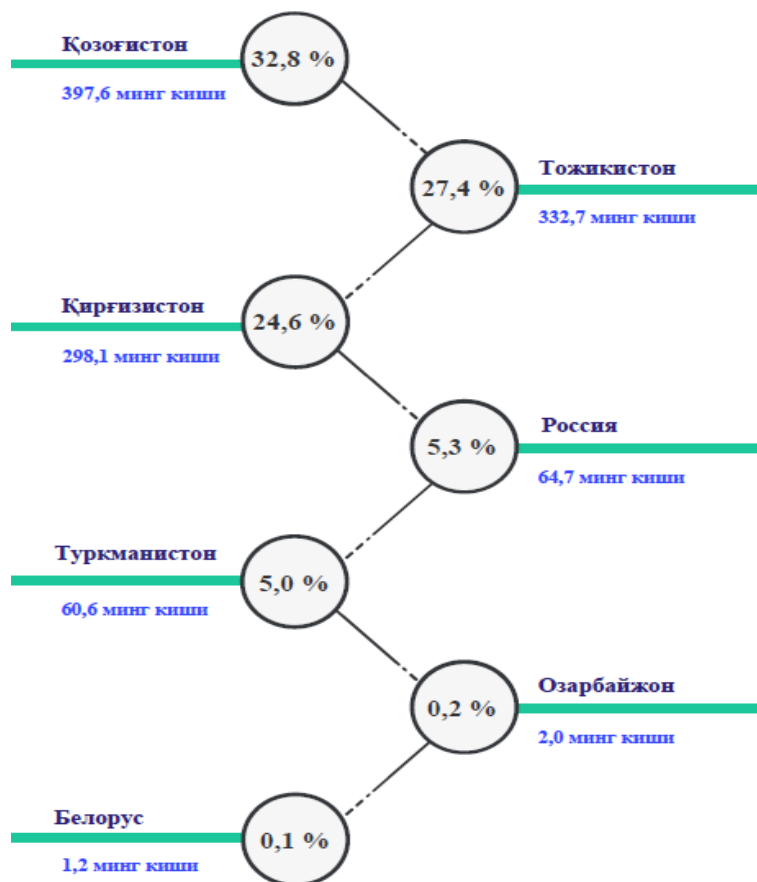 Қозоғистон
32,8 %
397,6 минг киши
Тожикистон
27,4 %
332,7 минг киши
Қирғизистон
24,6 %
298,1 минг киши
Россия
5,3 %
64,7 минг киши
Туркманистон
5,0 %
60,6 минг киши
Озарбайжон
0,2 %
2,0 минг киши
Белорус
0,1 %
1,2 минг киши